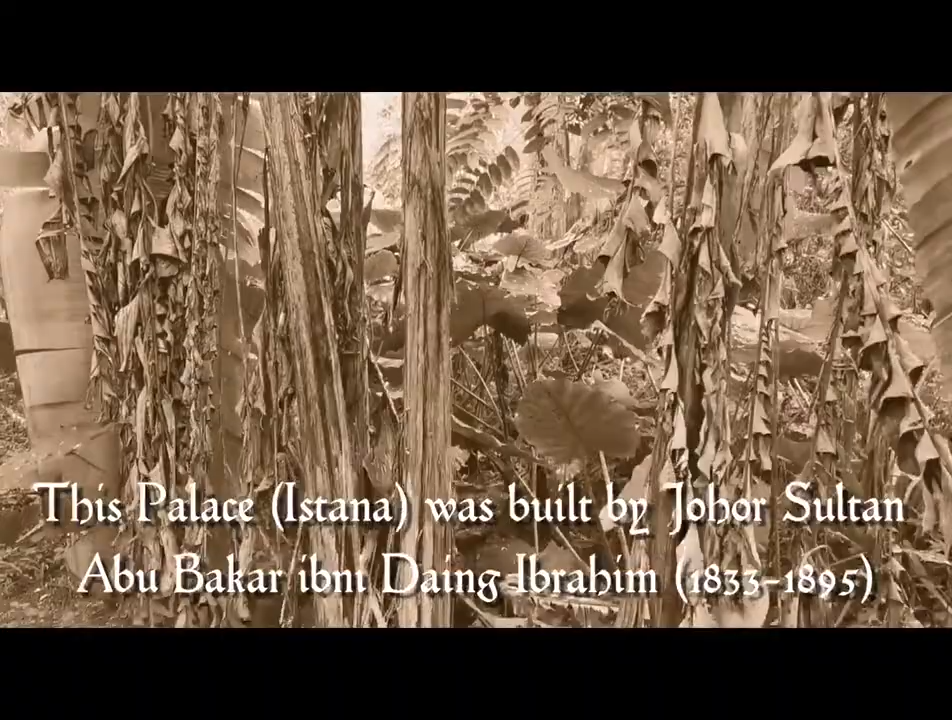 This Palace (Istana) was built by Johor Sultan
Abu Bakar ibni Daing Ibrahim (1833-1895)